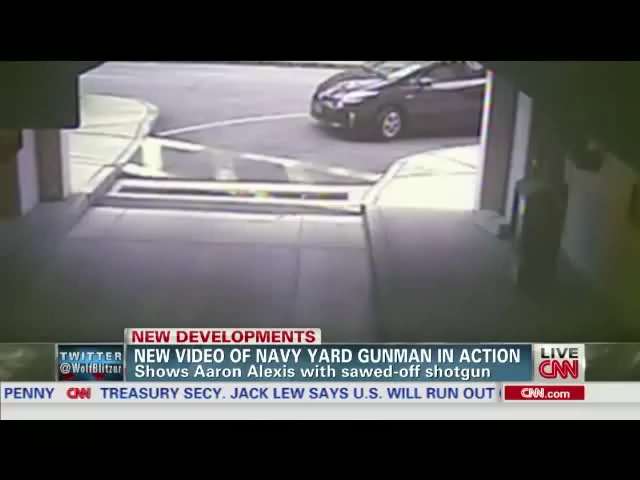 NEW DEVELOPMENTS
TWITTER
@WolfBlitzer
NEW VIDEO OF NAVY YARD GUNMAN IN ACTION
Shows Aaron Alexis with sawed-off shotgun
LIVE
CNN
PENNY CNN TREASURY SECY. JACK LEW SAYS U.S. WILL RUN OUT
CNN.com